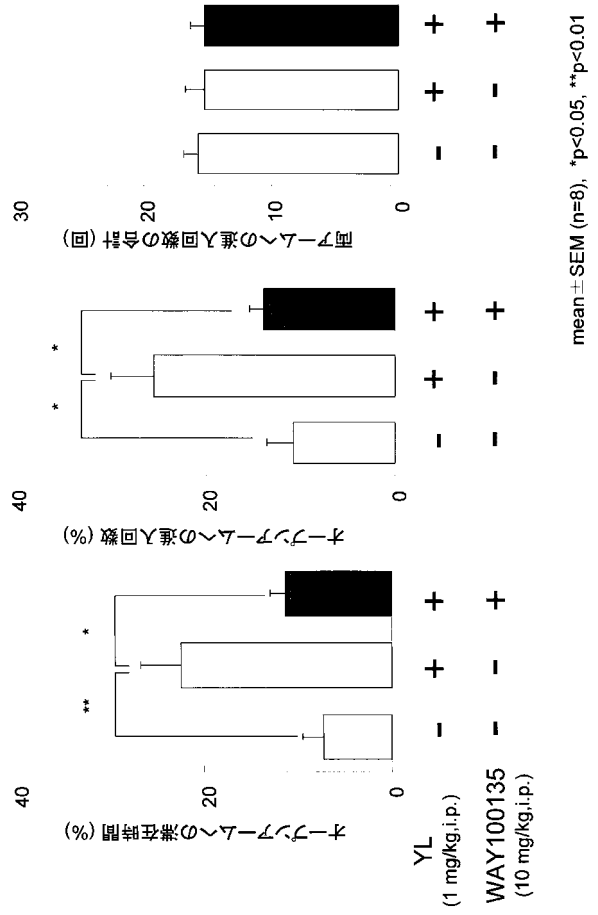 オープンアームへの滞在時間 (%)
20
0
** *
オープンアームへの進入回数 (%)
40
20
0
* *
両アームへの進入回数の合計 (回)
40
30
20
10
0
YL
(1 mg/kg,i.p.)
− + + − + + − + +
WAY100135
(10 mg/kg,i.p.)
− − + − − + − − +
mean±SEM (n=8), *p<0.05, **p<0.01